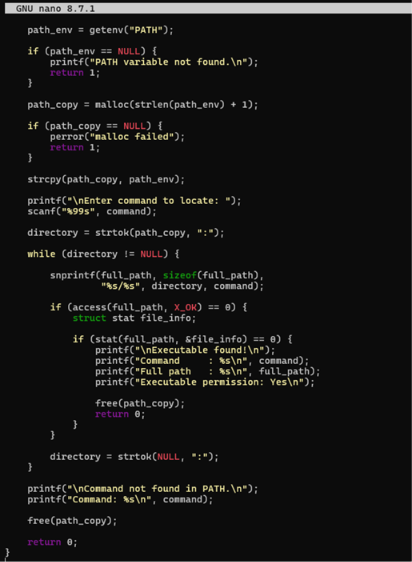 GNU nano 8.7.1
path_env = getenv("PATH");
if (path_env == NULL) {
printf("PATH variable not found.\n");
return 1;
}
path_copy = malloc(strlen(path_env) + 1);
if (path_copy == NULL) {
perror("malloc failed");
return 1;
}
strcpy(path_copy, path_env);
printf("\nEnter command to locate: ");
scanf("%99s", command);
directory = strtok(path_copy, ":");
while (directory != NULL) {
snprintf(full_path, sizeof(full_path),
"%s/%s", directory, command);
if (access(full_path, X_OK) == 0) {
struct stat file_info;
if (stat(full_path, &file_info) == 0) {
printf("\nExecutable found!\n");
printf("Command    : %s\n", command);
printf("Full path  : %s\n", full_path);
printf("Executable permission: Yes\n");
free(path_copy);
return 0;
}
}
directory = strtok(NULL, ":");
}
printf("\nCommand not found in PATH.\n");
printf("Command: %s\n", command);
free(path_copy);
return 0;
}